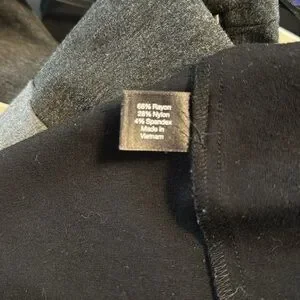 68% Rayon
28% Nylon
4% Spandex
Made in
Vietnam